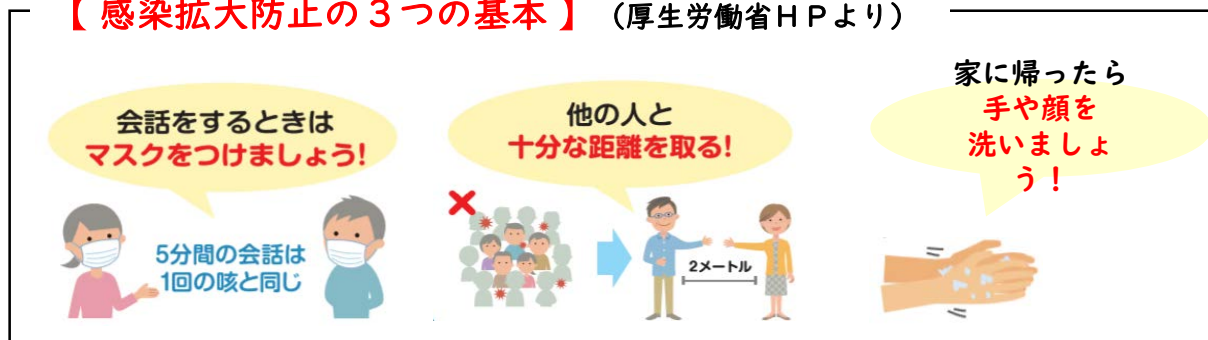 【 感染拡大防止の３つの基本 】 (厚生労働省ＨＰより)
会話をするときは
マスクをつけましょう!
5分間の会話は
1回の咳と同じ
他の人と
十分な距離を取る!
2メートル
家に帰ったら
手や顔を
洗いましょ
う！